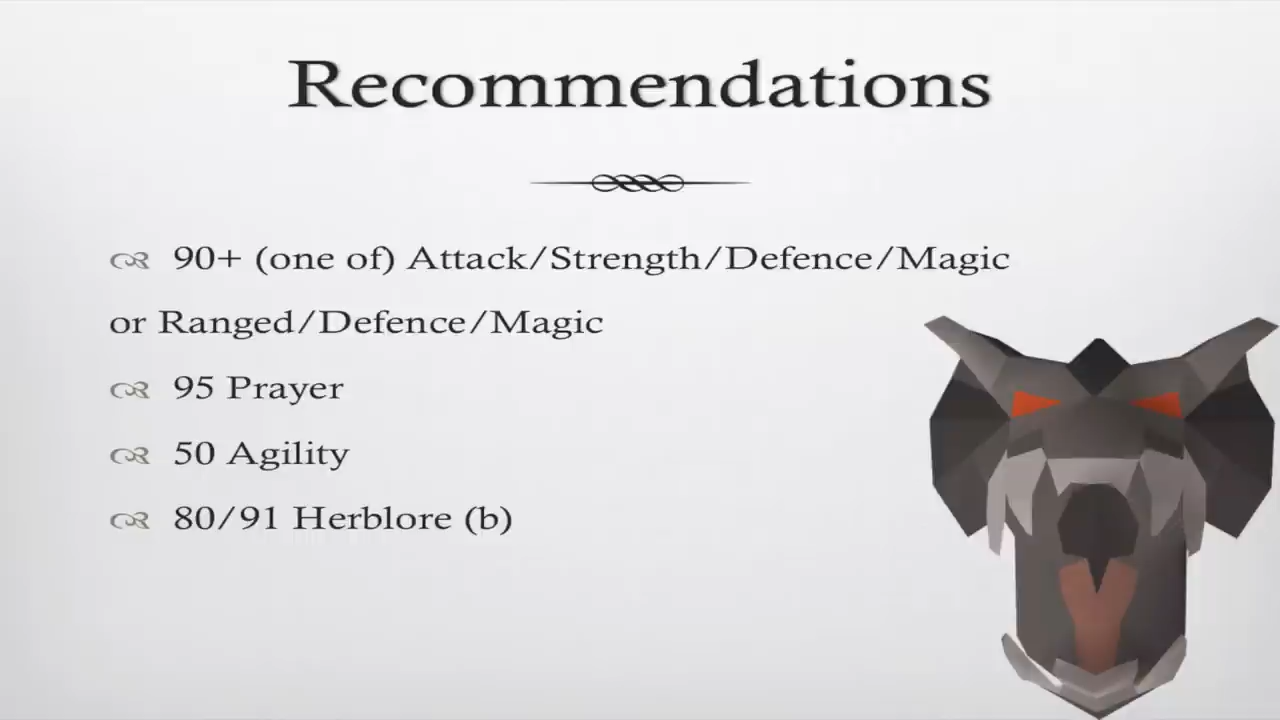 Recommendations
90+ (one of) Attack/Strength/Defence/Magic
or Ranged/Defence/Magic
95 Prayer
50 Agility
80/91 Herblore (b)